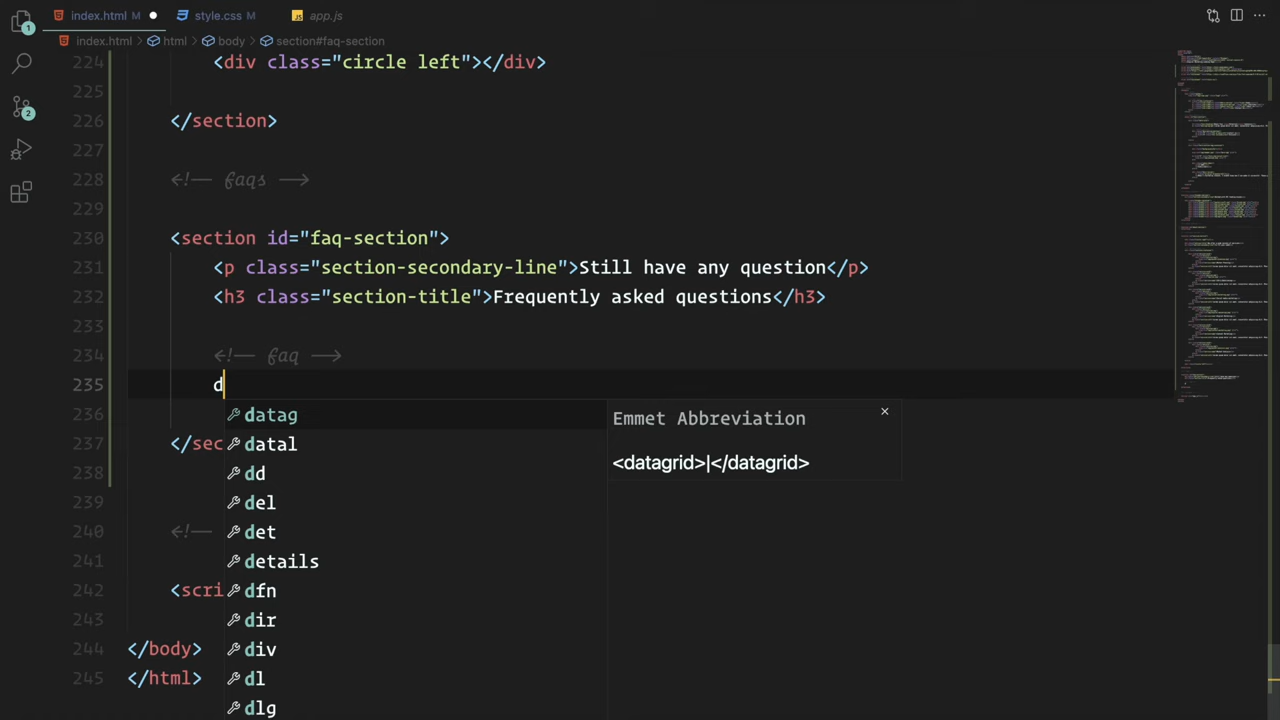 index.html M
style.css M
JS app.js
index.html > html > body > section#faq-section
1
2
224 <div class="circle left"></div>
225
226 </section>
227
228 <!-- faqs -->
229
230 <section id="faq-section">
231 <p class="section-secondary-line">Still have any question</p>
232 <h3 class="section-title">Frequently asked questions</h3>
233
234 <!-- faq -->
235 d
236 datag
Emmet Abbreviation
<datagrid>|</datagrid>
237 </sec datal
238 dd
239 del
240 <!-- det
241 details
242 <scri dfn
243 dir
244 </body> div
245 </html> dl
dlg